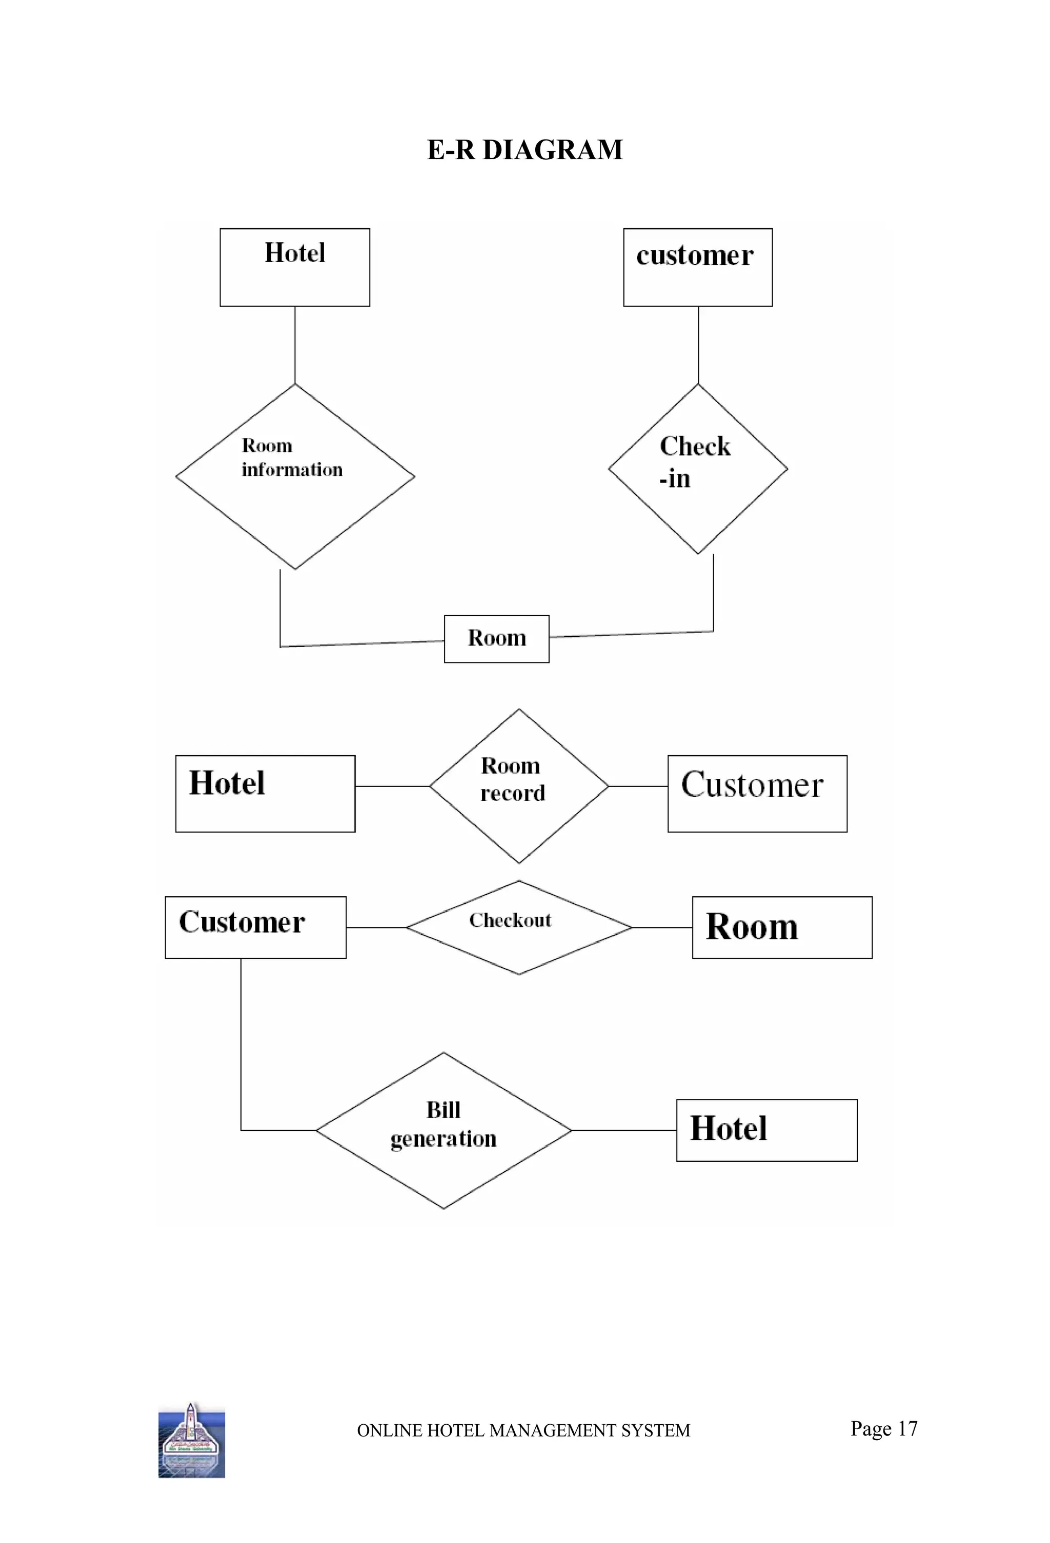 E-R DIAGRAM
Hotel
customer
Room
information
Check
-in
Room
Hotel
Room
record
Customer
Customer
Checkout
Room
Bill
generation
Hotel
ONLINE HOTEL MANAGEMENT SYSTEM
Page 17